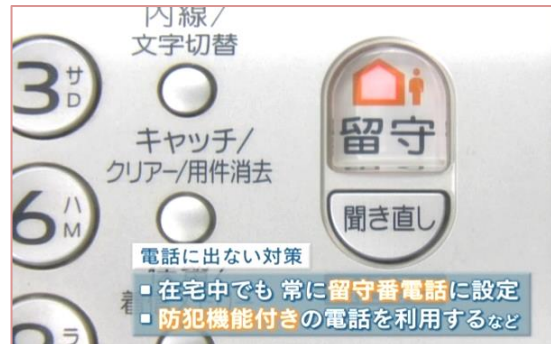 内線/
文字切替
3 サ
D
留守
キャッチ/
クリアー/用件消去
6 ハ
M
聞き直し
電話に出ない対策
▪在宅中でも 常に留守番電話に設定
▪防犯機能付きの電話を利用するなど
ラ